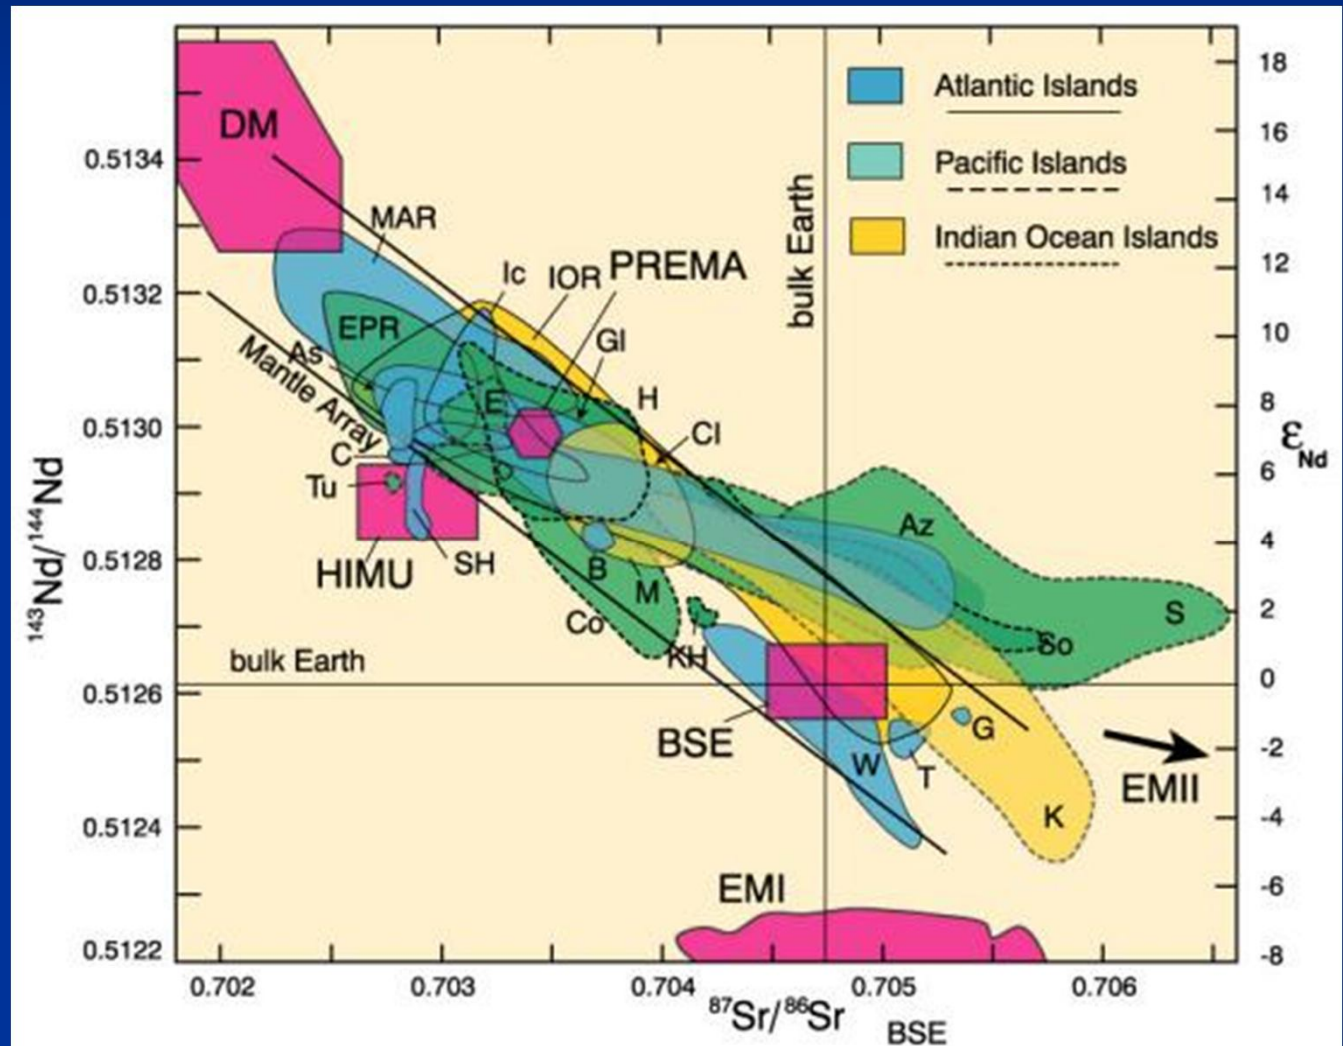 DM
MAR
Ic
IOR
PREMA
GI
EPR
As
Mantle Array
E
H
CI
C
Tu
HIMU
SH
B
M
Co
KH
BSE
Az
S
So
G
W
T
K
EMI
EMII
bulk Earth
bulk Earth
Atlantic Islands
Pacific Islands
Indian Ocean Islands
0.5134
0.5132
0.5130
0.5128
0.5126
0.5124
0.5122
¹⁴³Nd/¹⁴⁴Nd
18
16
14
12
10
8
6
4
2
0
-2
-4
-6
-8
εNd
0.702
0.703
0.704
0.705
0.706
⁸⁷Sr/⁸⁶Sr
BSE